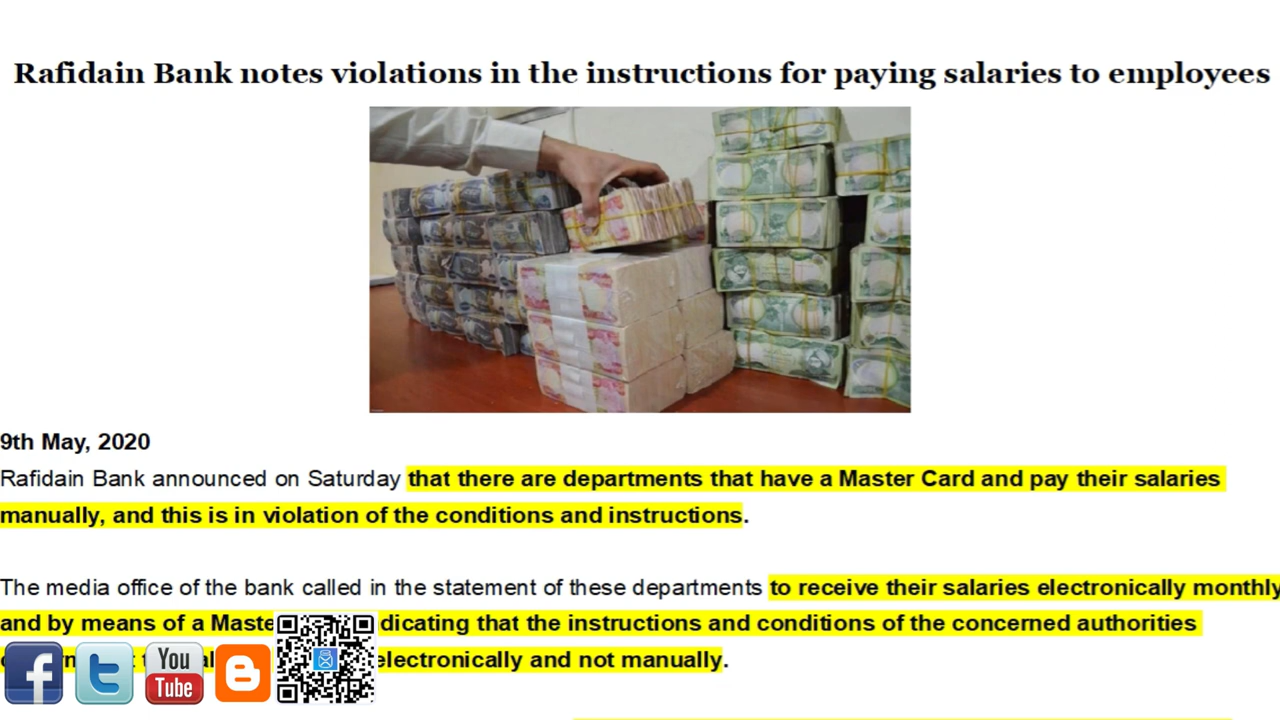 Rafidain Bank notes violations in the instructions for paying salaries to employees
9th May, 2020
Rafidain Bank announced on Saturday that there are departments that have a Master Card and pay their salaries
manually, and this is in violation of the conditions and instructions.
The media office of the bank called in the statement of these departments to receive their salaries electronically monthly
and by means of a Maste dicating that the instructions and conditions of the concerned authorities
electronically and not manually.
You
Tube